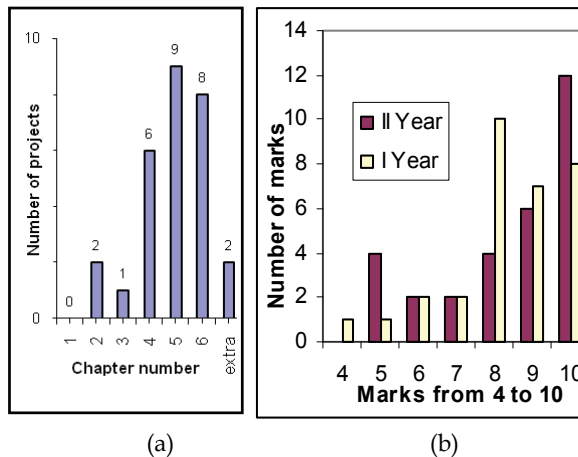 10
9
8
6
2
2
1
0
0
Number of projects
1
2
3
4
5
6
extra
Chapter number
(a)
14
12
10
8
6
4
2
0
Number of marks
II Year
I Year
4 5 6 7 8 9 10
Marks from 4 to 10
(b)